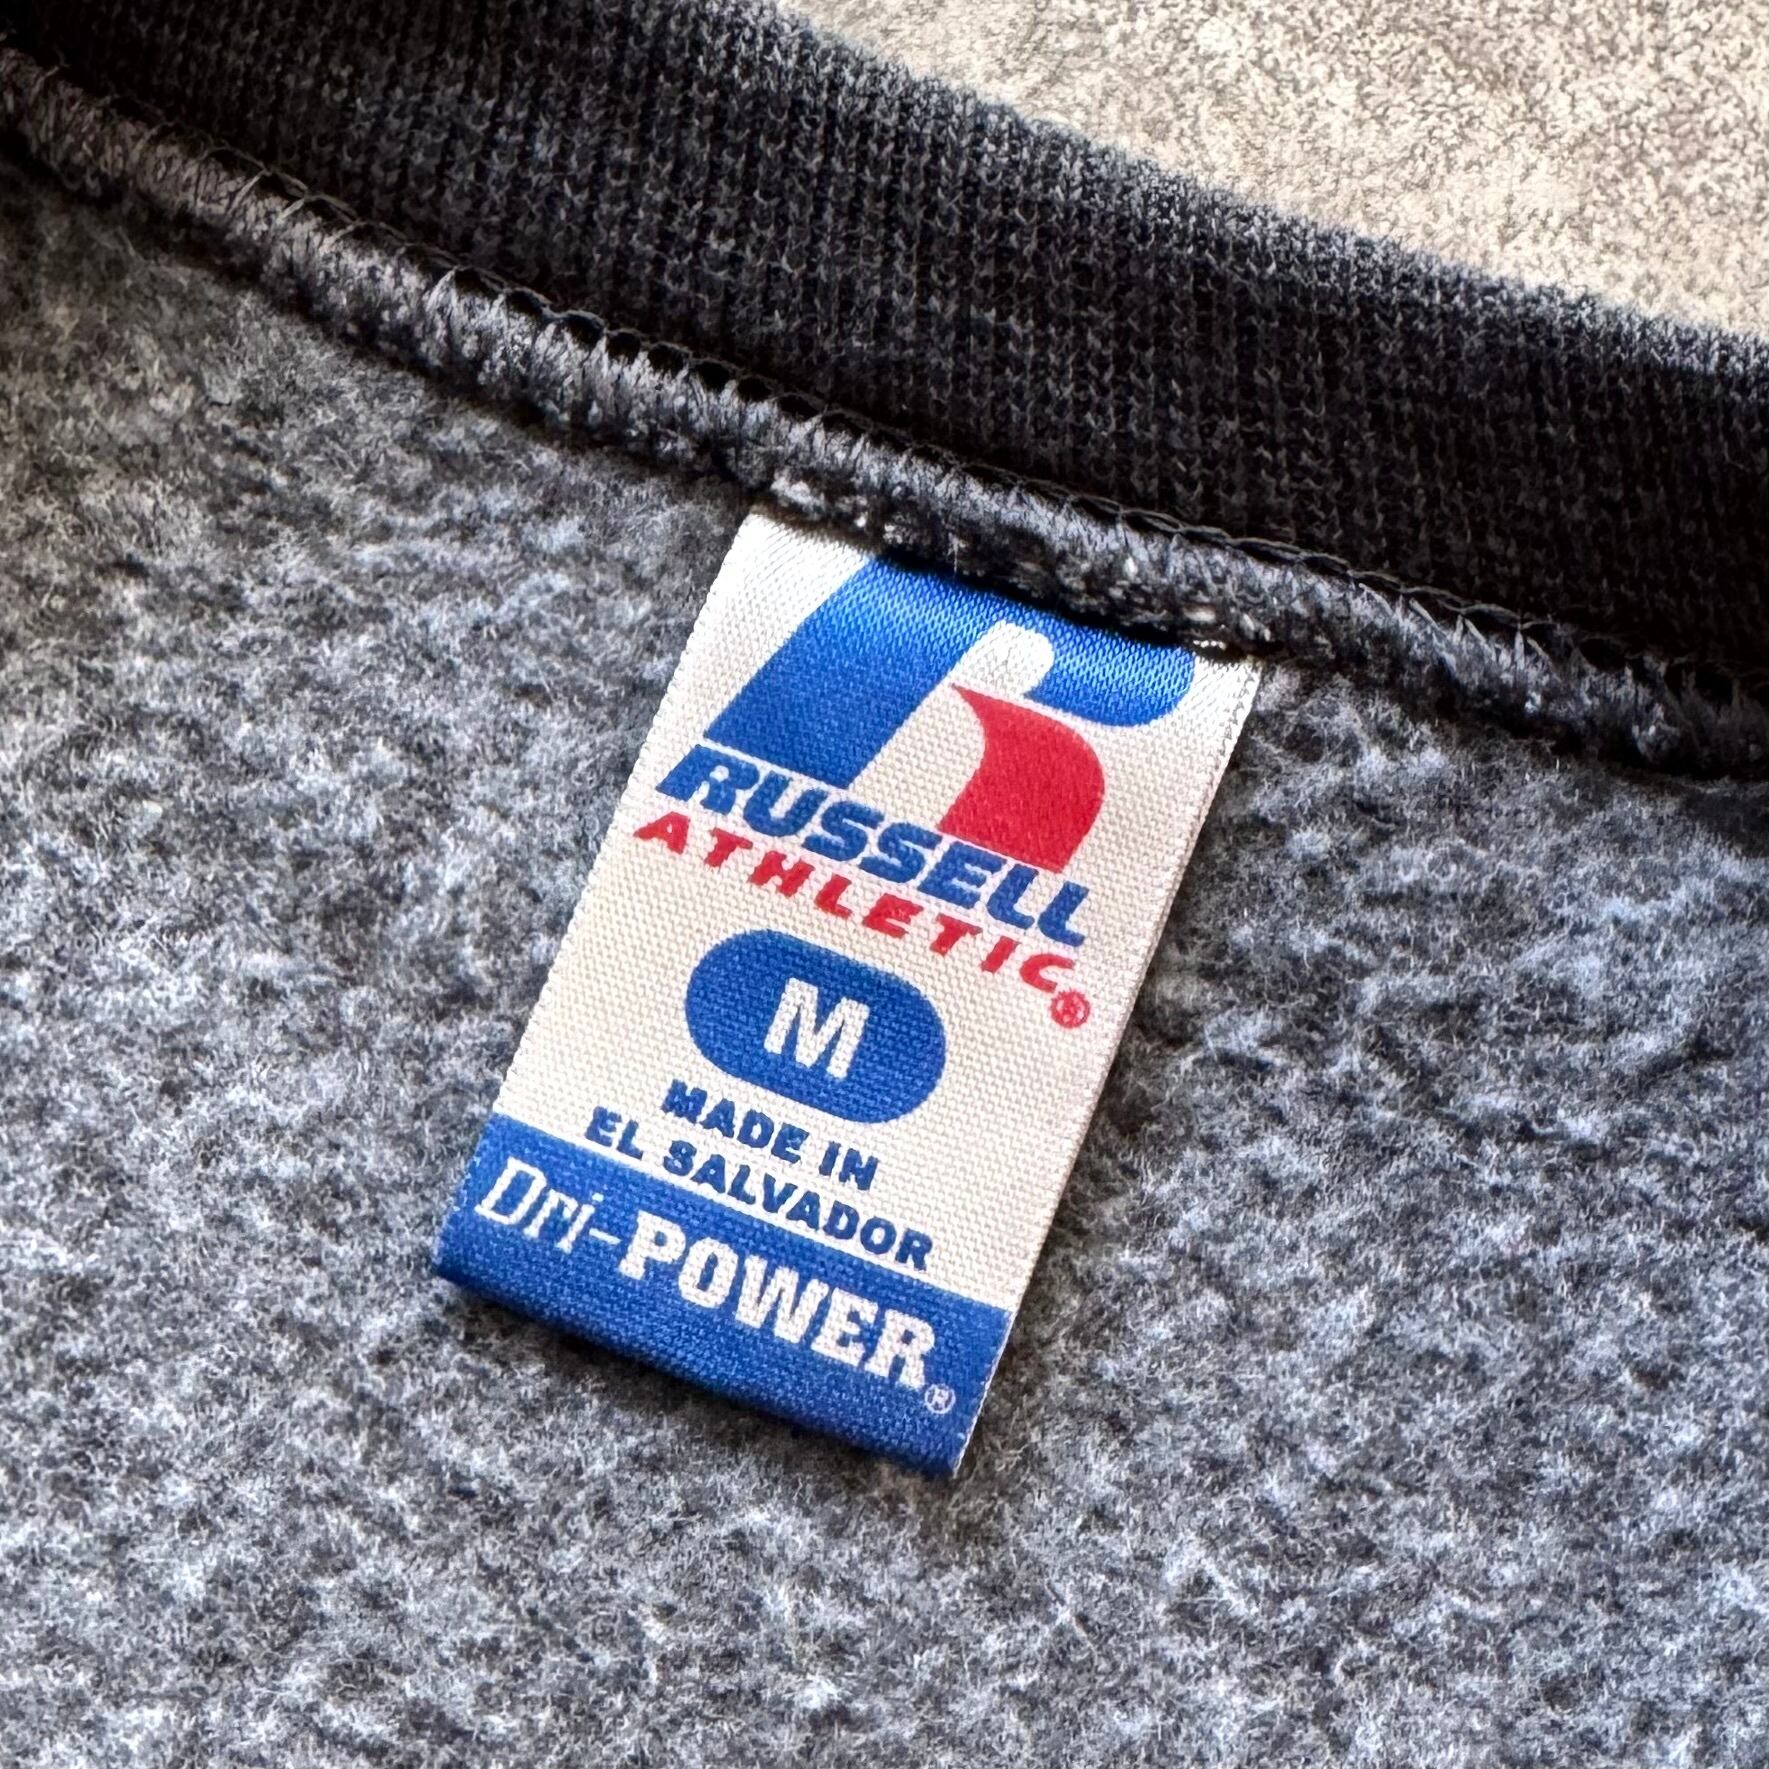 RUSSELL
ATHLETIC®
M
MADE IN
EL SALVADOR
Dri-POWER®